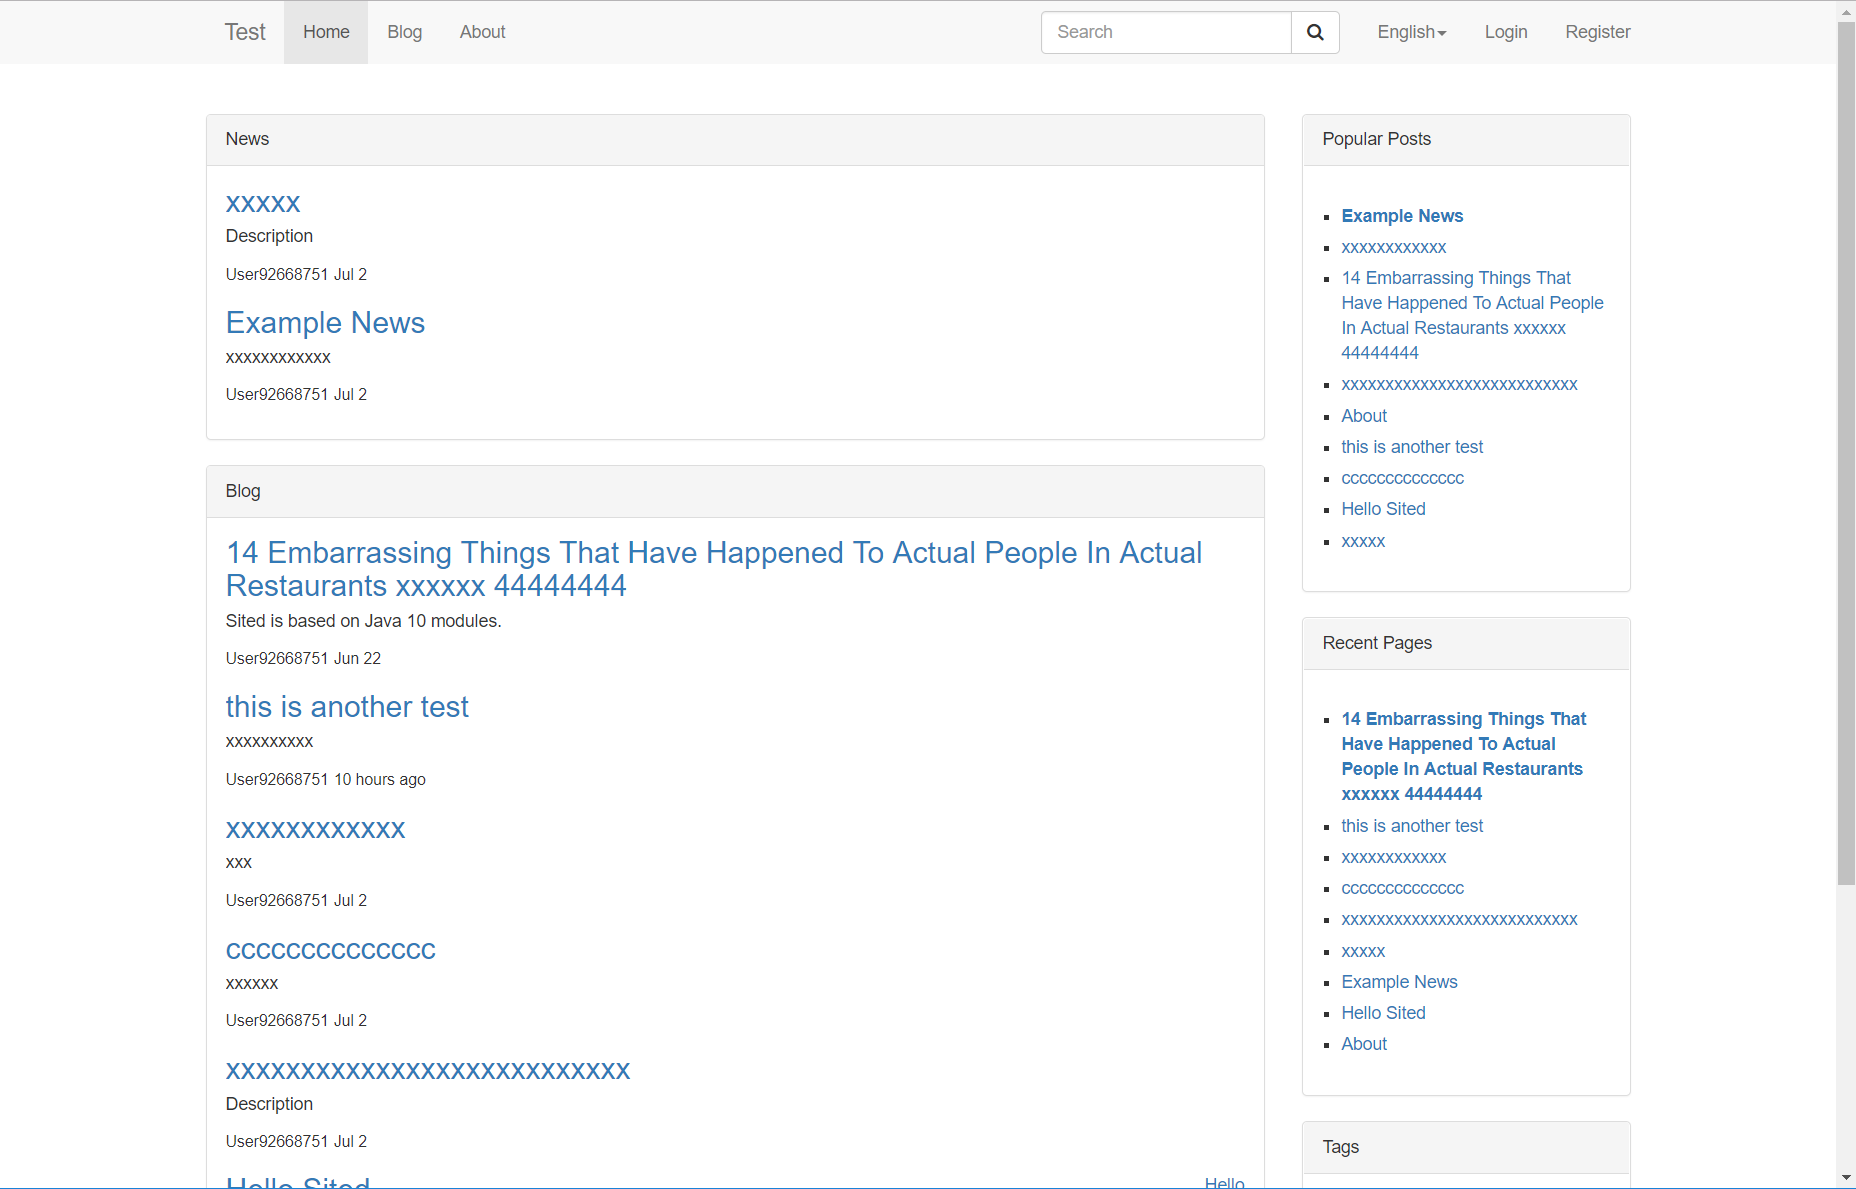 Test
Home
Blog
About
Search
English
Login
Register
News
xxxxx
Description
User92668751 Jul 2
Example News
xxxxxxxxxxxx
User92668751 Jul 2
Blog
14 Embarrassing Things That Have Happened To Actual People In Actual
Restaurants xxxxxx 44444444
Sited is based on Java 10 modules.
User92668751 Jun 22
this is another test
xxxxxxxxxx
User92668751 10 hours ago
xxxxxxxxxxxx
xxx
User92668751 Jul 2
cccccccccccccc
xxxxxx
User92668751 Jul 2
xxxxxxxxxxxxxxxxxxxxxxxxxxx
Description
User92668751 Jul 2
Hello Sited
Hello
Popular Posts
Example News
xxxxxxxxxxxx
14 Embarrassing Things That
Have Happened To Actual People
In Actual Restaurants xxxxxx
44444444
xxxxxxxxxxxxxxxxxxxxxxxxxxx
About
this is another test
cccccccccccccc
Hello Sited
xxxxx
Recent Pages
14 Embarrassing Things That
Have Happened To Actual
People In Actual Restaurants
xxxxxx 44444444
this is another test
xxxxxxxxxxxx
cccccccccccccc
xxxxxxxxxxxxxxxxxxxxxxxxxxx
xxxxx
Example News
Hello Sited
About
Tags